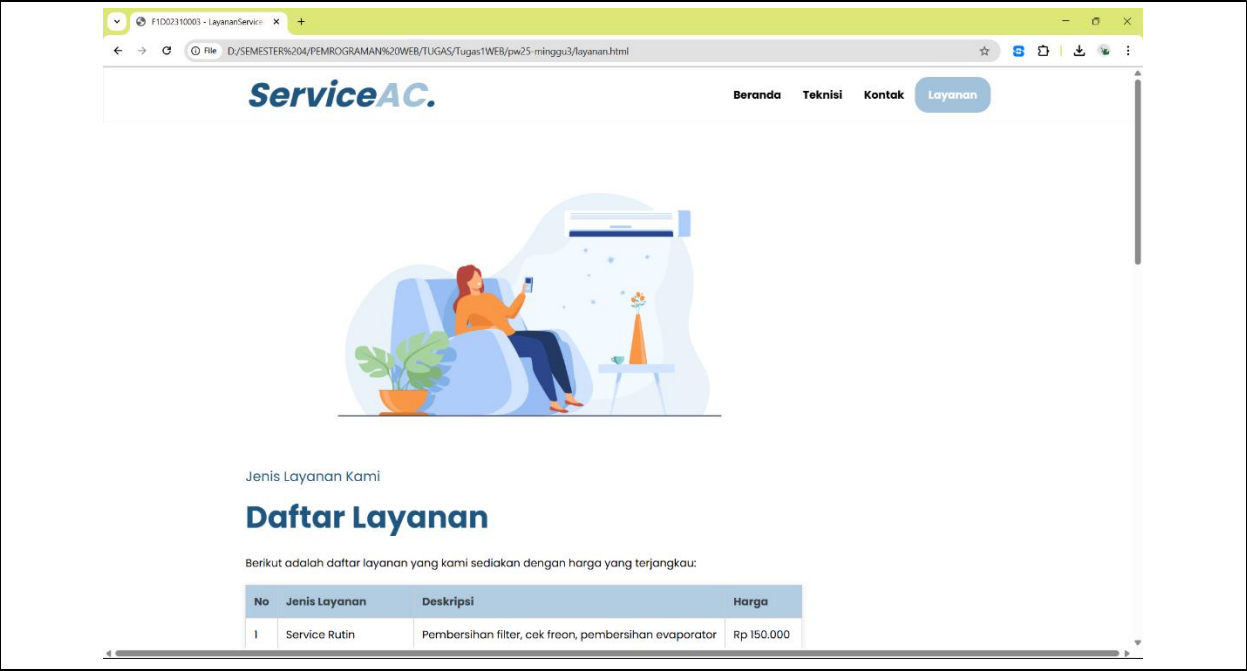 F1D02310003 - LayananService
File D:/SEMESTER%204/PEMROGRAMAN%20WEB/TUGAS/Tugas1WEB/pw25-minggu3/layanan.html
ServiceAC. Beranda Teknisi Kontak Layanan
Jenis Layanan Kami
Daftar Layanan
Berikut adalah daftar layanan yang kami sediakan dengan harga yang terjangkau:
No Jenis Layanan Deskripsi Harga
1 Service Rutin Pembersihan filter, cek freon, pembersihan evaporator Rp 150.000